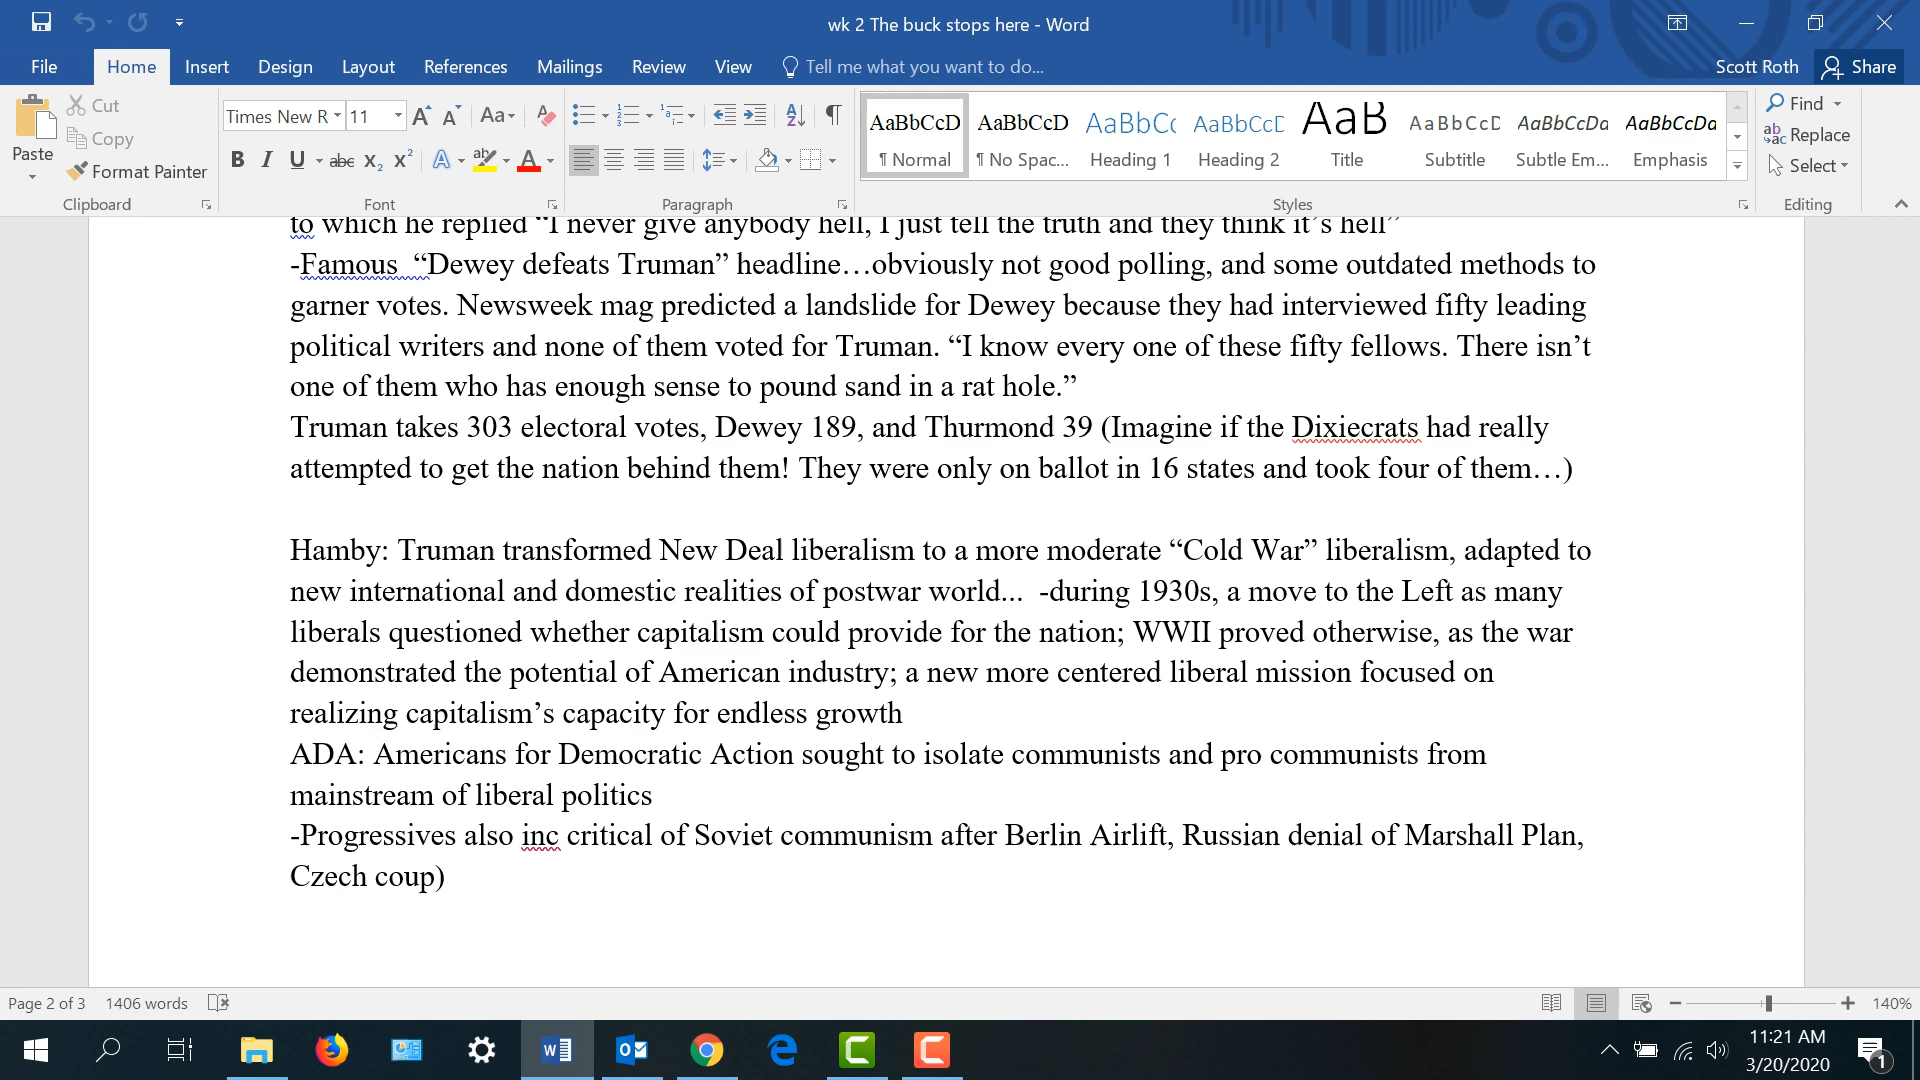 wk 2 The buck stops here - Word
File Home Insert Design Layout References Mailings Review View Tell me what you want to do... Scott Roth Share
Paste Cut Copy Format Painter Clipboard
Times New R 11 Aa Font
Paragraph
AaBbCcD AaBbCcD AaBbCc AaBbCcC AaB AaBbCcD AaBbCcDa AaBbCcDa
¶ Normal ¶ No Spac... Heading 1 Heading 2 Title Subtitle Subtle Em... Emphasis
Styles
Find Replace Select Editing
to which he replied “I never give anybody hell, I just tell the truth and they think it’s hell”
-Famous “Dewey defeats Truman” headline…obviously not good polling, and some outdated methods to
garner votes. Newsweek mag predicted a landslide for Dewey because they had interviewed fifty leading
political writers and none of them voted for Truman. “I know every one of these fifty fellows. There isn’t
one of them who has enough sense to pound sand in a rat hole.”
Truman takes 303 electoral votes, Dewey 189, and Thurmond 39 (Imagine if the Dixiecrats had really
attempted to get the nation behind them! They were only on ballot in 16 states and took four of them…)
Hamby: Truman transformed New Deal liberalism to a more moderate “Cold War” liberalism, adapted to
new international and domestic realities of postwar world... -during 1930s, a move to the Left as many
liberals questioned whether capitalism could provide for the nation; WWII proved otherwise, as the war
demonstrated the potential of American industry; a new more centered liberal mission focused on
realizing capitalism’s capacity for endless growth
ADA: Americans for Democratic Action sought to isolate communists and pro communists from
mainstream of liberal politics
-Progressives also inc critical of Soviet communism after Berlin Airlift, Russian denial of Marshall Plan,
Czech coup)
Page 2 of 3 1406 words 140%
11:21 AM
3/20/2020
1